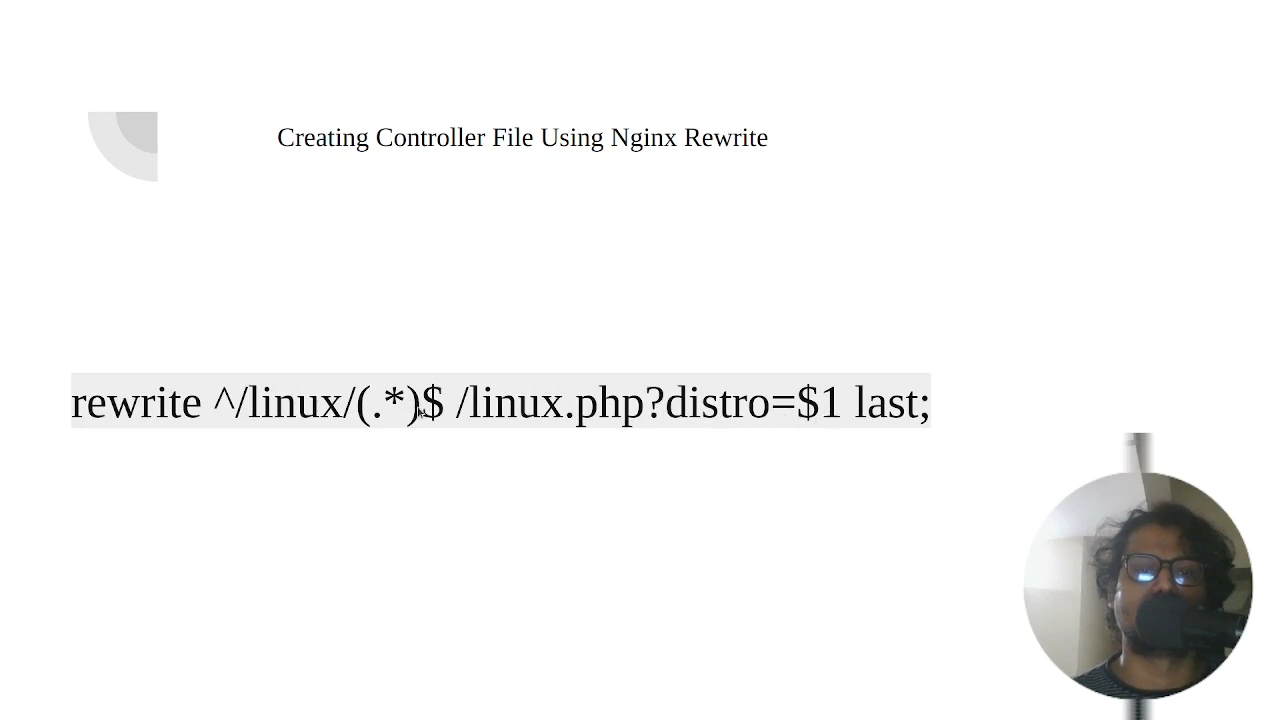 Creating Controller File Using Nginx Rewrite
rewrite ^/linux/(.*)$ /linux.php?distro=$1 last;